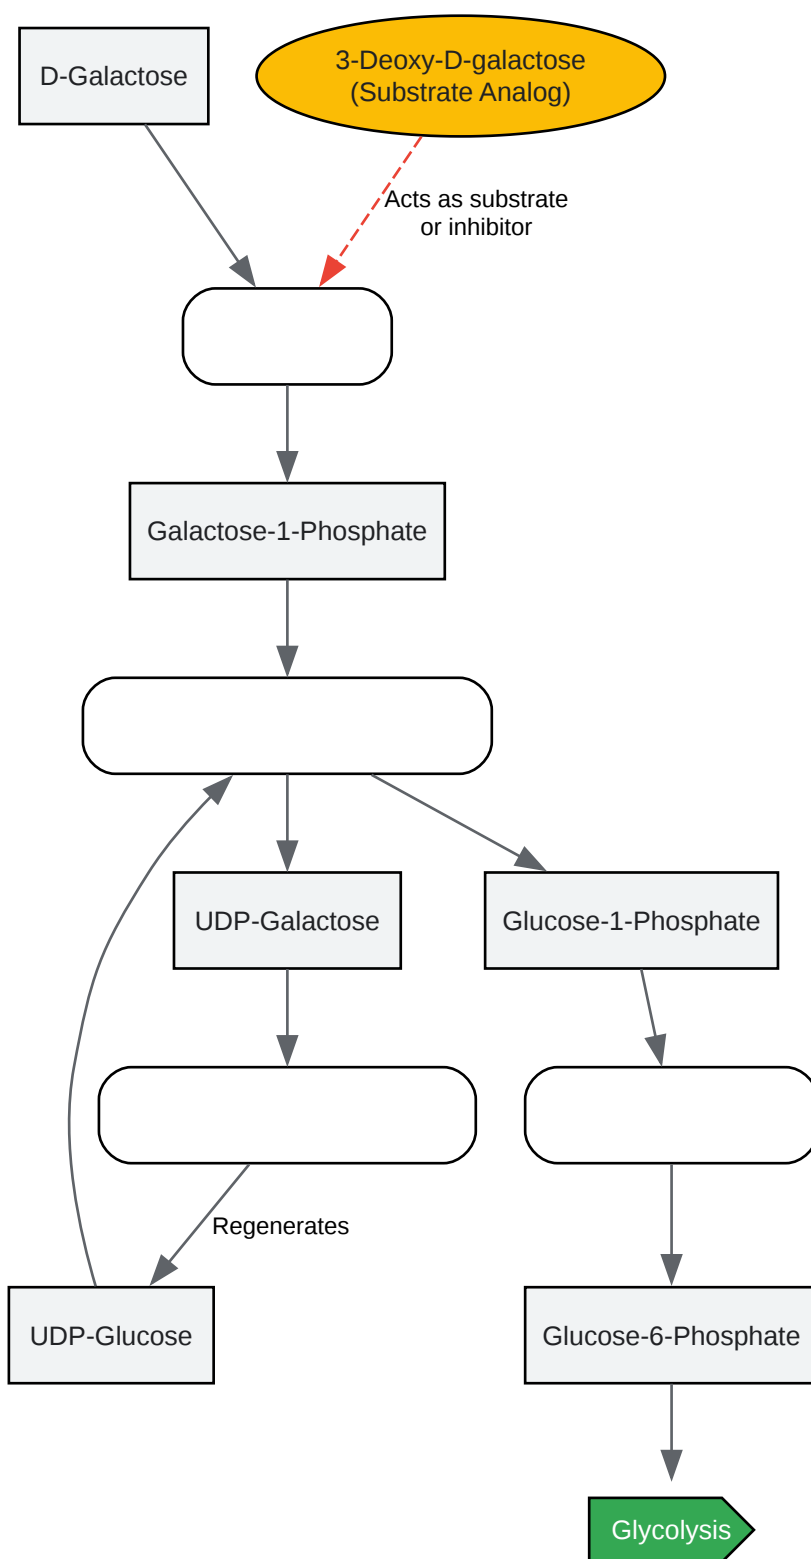 D-Galactose
3-Deoxy-D-galactose
(Substrate Analog)
Acts as substrate
or inhibitor
Galactose-1-Phosphate
UDP-Galactose
Glucose-1-Phosphate
Regenerates
UDP-Glucose
Glucose-6-Phosphate
Glycolysis